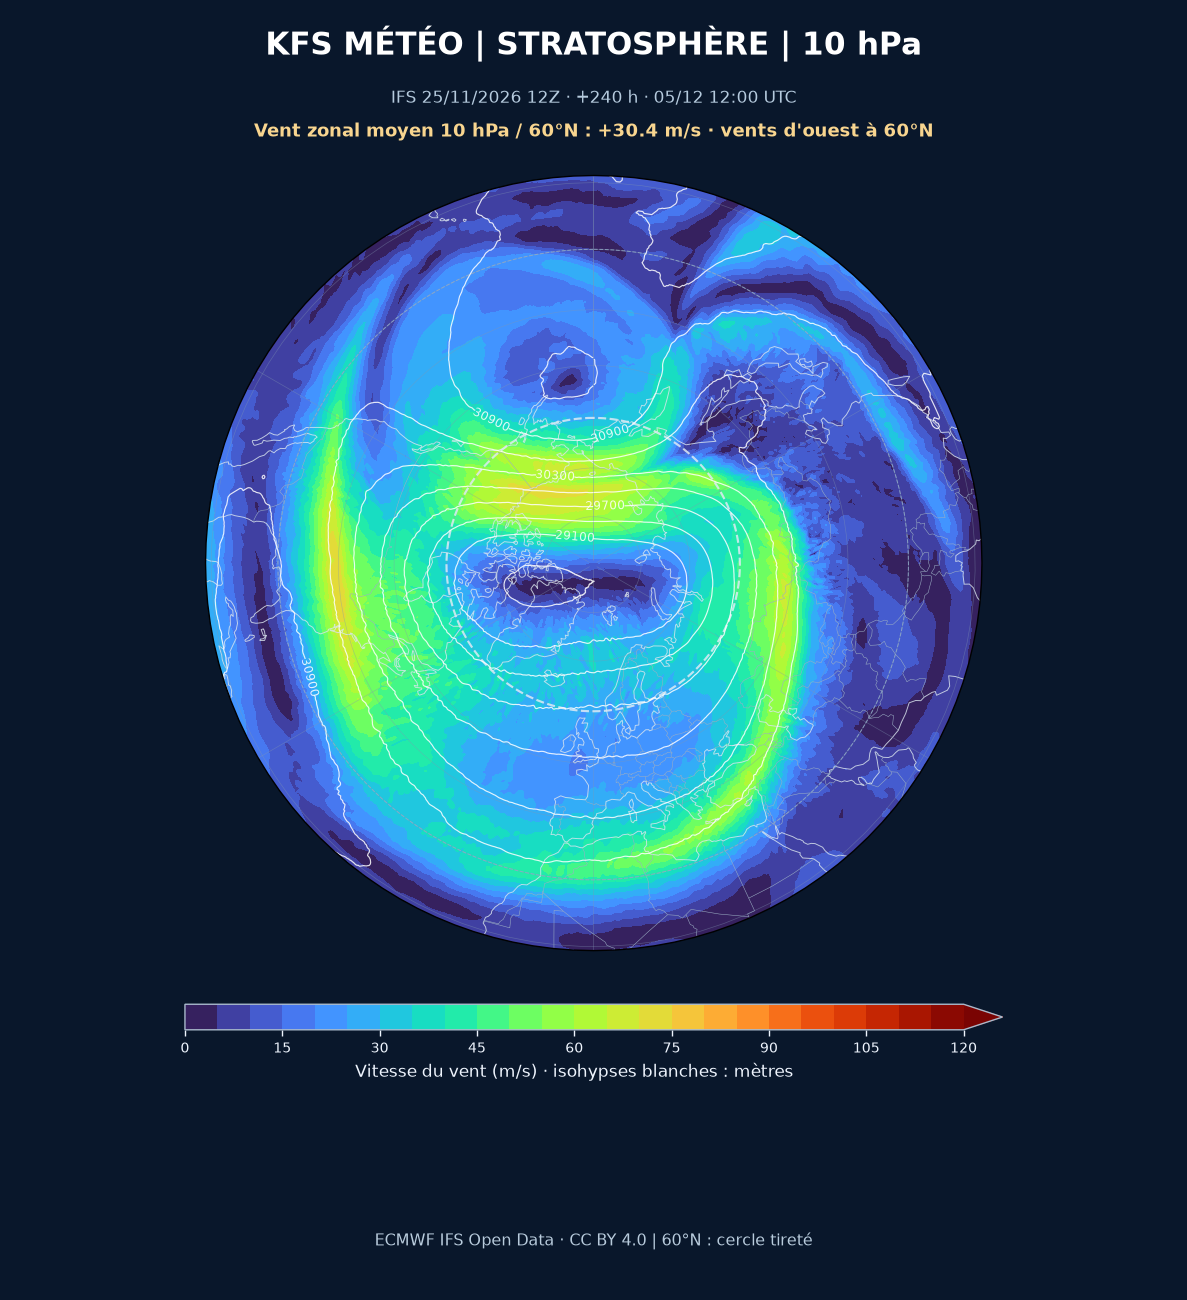 KFS MÉTÉO | STRATOSPHÈRE | 10 hPa
IFS 25/11/2026 12Z · +240 h · 05/12 12:00 UTC
Vent zonal moyen 10 hPa / 60°N : +30.4 m/s · vents d'ouest à 60°N
30900
30900
30300
29700
29100
30900
0 15 30 45 60 75 90 105 120
Vitesse du vent (m/s) · isohypses blanches : mètres
ECMWF IFS Open Data · CC BY 4.0 | 60°N : cercle tireté